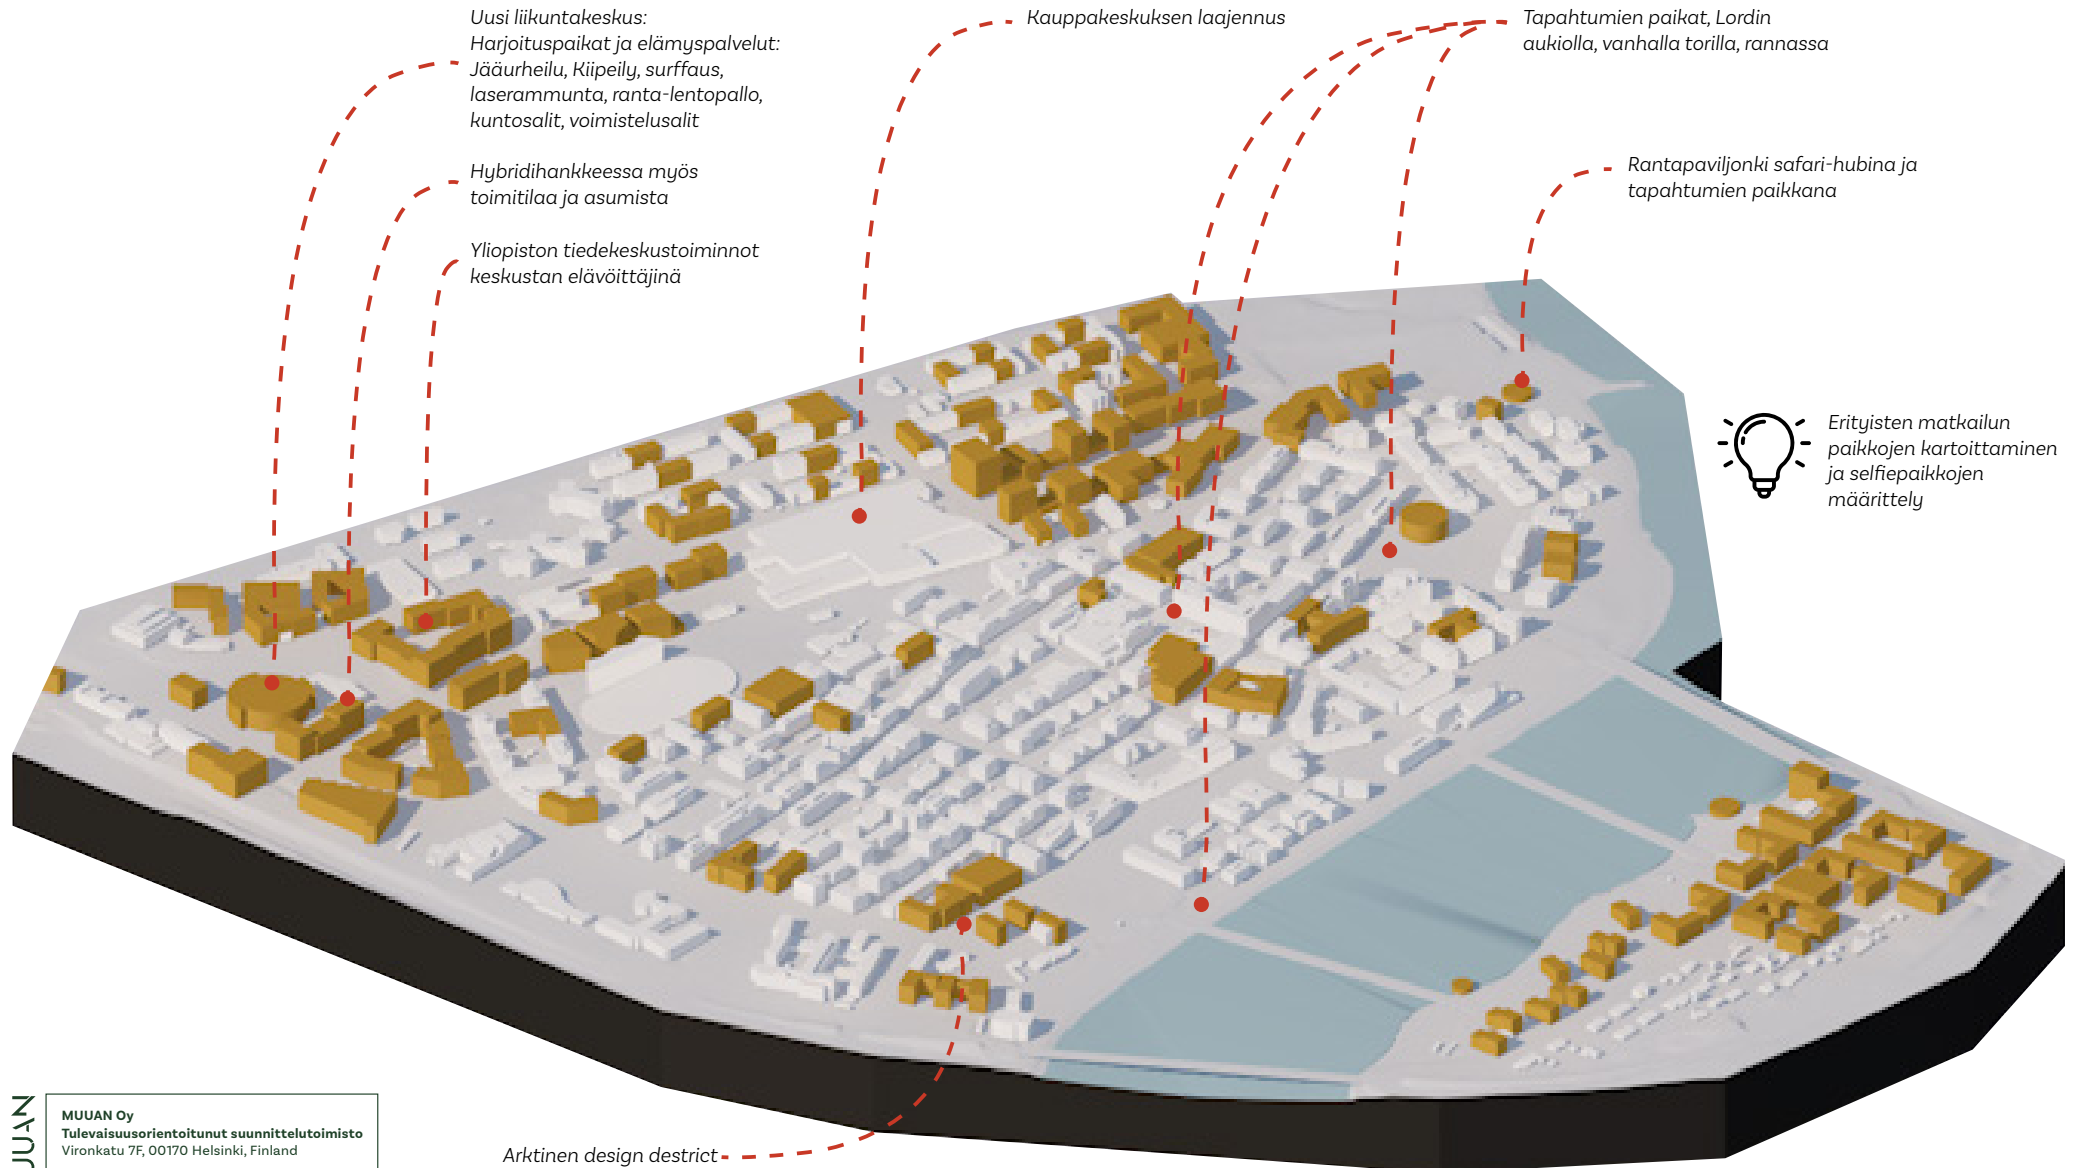 Uusi liikuntakeskus:
Harjoituspaikat ja elämyspalvelut:
Jääurheilu, Kiipeily, surffaus,
laserammunta, ranta-lentopallo,
kuntosalit, voimistelusalit
Hybridihankkeessa myös
toimitilaa ja asumista
Yliopiston tiedekeskustoiminnot
keskustan elävöittäjinä
Kauppakeskuksen laajennus
Tapahtumien paikat, Lordin
aukiolla, vanhalla torilla, rannassa
Rantapaviljonki safari-hubina ja
tapahtumien paikkana
Erityisten matkailun
paikkojen kartoittaminen
ja selfiepaikkojen
määrittely
Arktinen design destrict
MUUAN Oy
Tulevaisuusorientoitunut suunnittelutoimisto
Vironkatu 7F, 00170 Helsinki, Finland